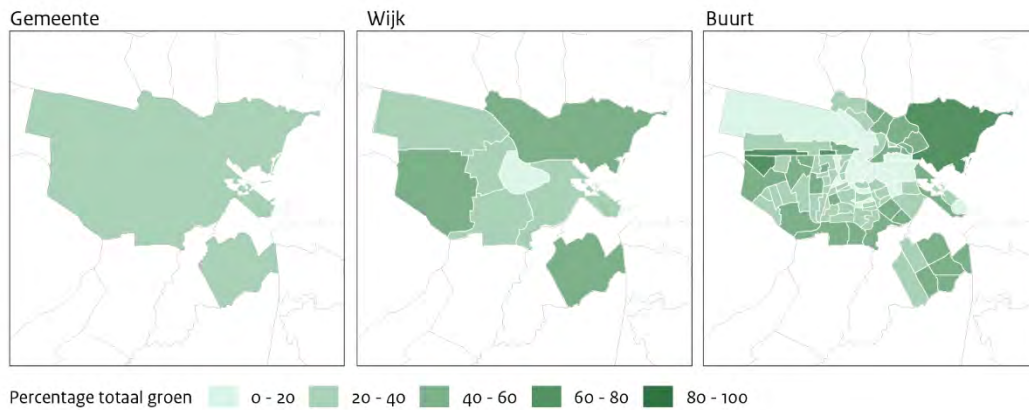 Gemeente
Wijk
Buurt
Percentage totaal groen 0 - 20 20 - 40 40 - 60 60 - 80 80 - 100